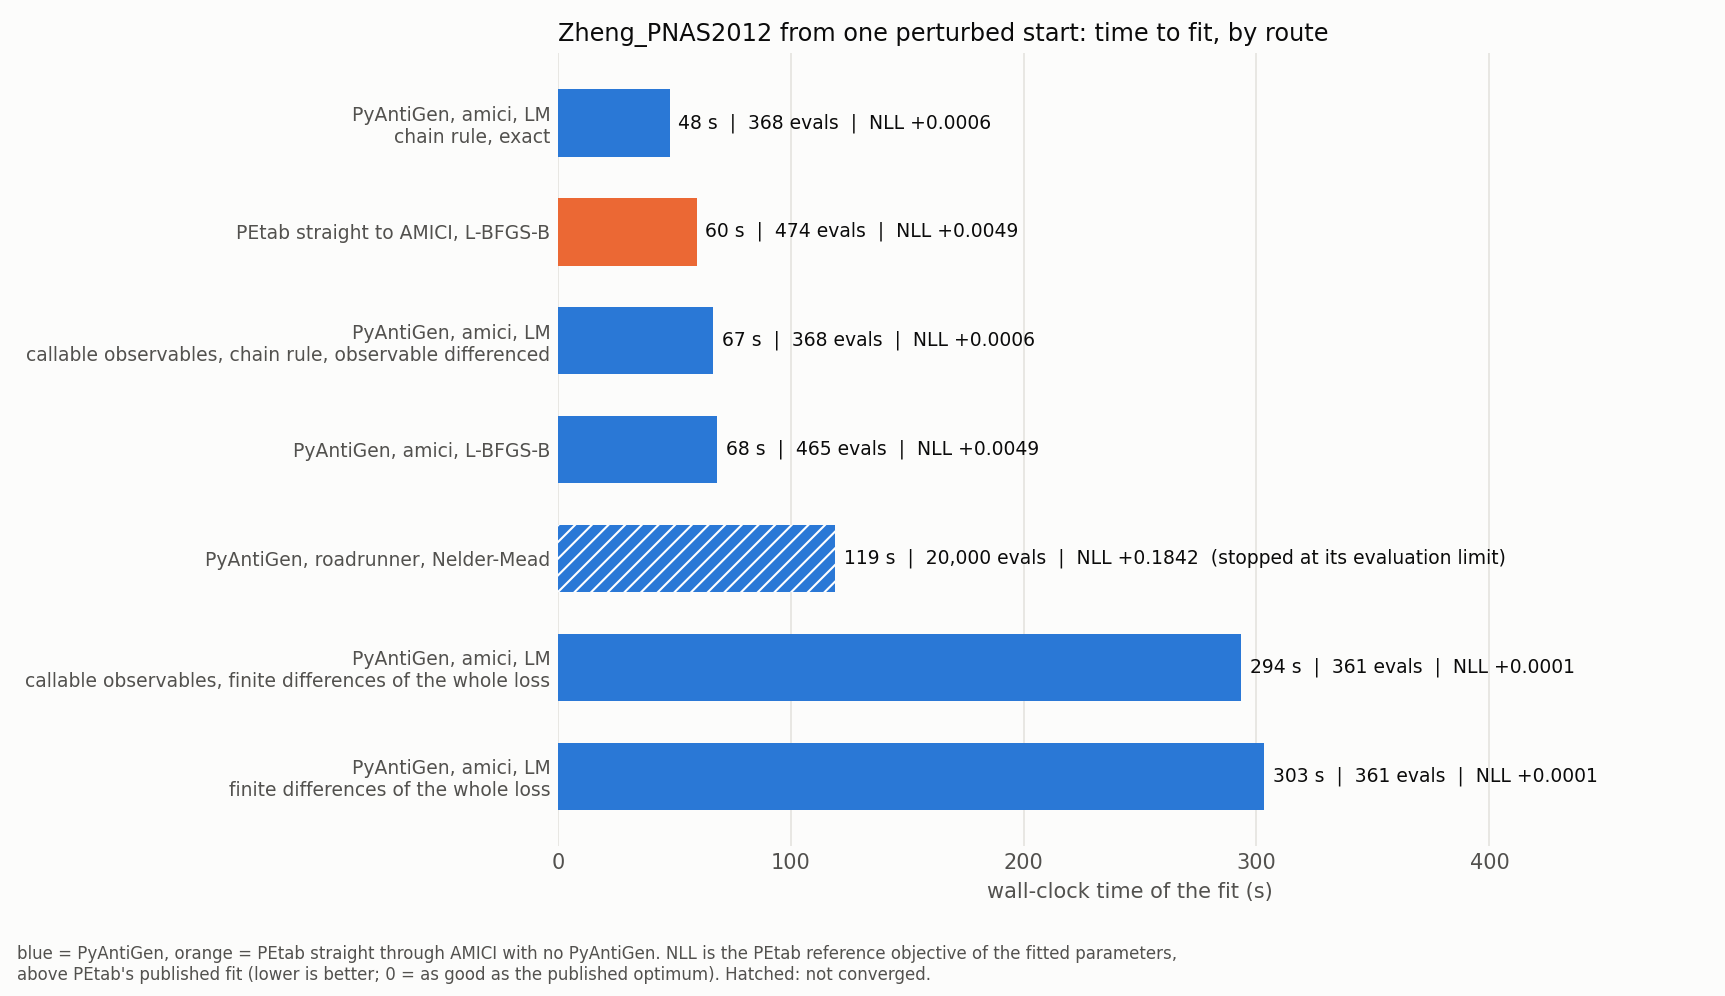 Zheng_PNAS2012 from one perturbed start: time to fit, by route
PyAntiGen, amici, LM
chain rule, exact
48 s | 368 evals | NLL +0.0006
PEtab straight to AMICI, L-BFGS-B
60 s | 474 evals | NLL +0.0049
PyAntiGen, amici, LM
callable observables, chain rule, observable differenced
67 s | 368 evals | NLL +0.0006
PyAntiGen, amici, L-BFGS-B
68 s | 465 evals | NLL +0.0049
PyAntiGen, roadrunner, Nelder-Mead
119 s | 20,000 evals | NLL +0.1842 (stopped at its evaluation limit)
PyAntiGen, amici, LM
callable observables, finite differences of the whole loss
294 s | 361 evals | NLL +0.0001
PyAntiGen, amici, LM
finite differences of the whole loss
303 s | 361 evals | NLL +0.0001
0 100 200 300 400
wall-clock time of the fit (s)
blue = PyAntiGen, orange = PEtab straight through AMICI with no PyAntiGen. NLL is the PEtab reference objective of the fitted parameters,
above PEtab's published fit (lower is better; 0 = as good as the published optimum). Hatched: not converged.